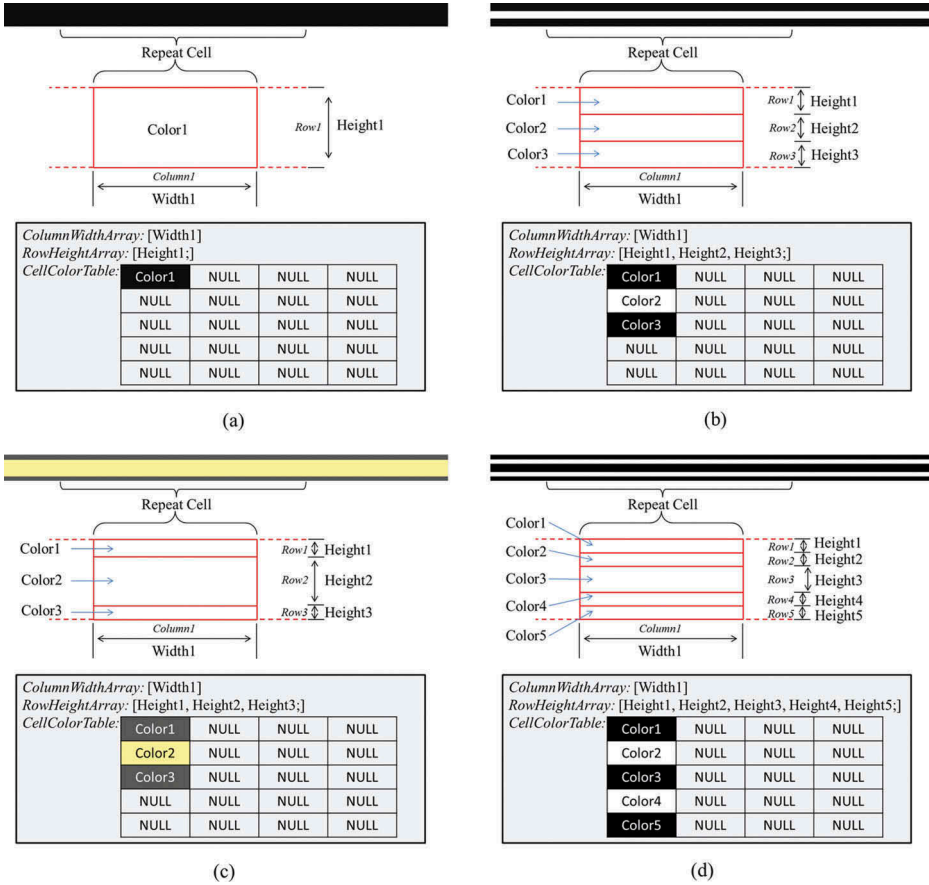 Repeat Cell
Color1
Row1 Height1
Column1
Width1
ColumnWidthArray: [Width1]
RowHeightArray: [Height1;]
CellColorTable:
Color1 NULL NULL NULL
NULL NULL NULL NULL
NULL NULL NULL NULL
NULL NULL NULL NULL
NULL NULL NULL NULL
(a)
Repeat Cell
Color1 Row1 Height1
Color2 Row2 Height2
Color3 Row3 Height3
Column1
Width1
ColumnWidthArray: [Width1]
RowHeightArray: [Height1, Height2, Height3;]
CellColorTable:
Color1 NULL NULL NULL
Color2 NULL NULL NULL
Color3 NULL NULL NULL
NULL NULL NULL NULL
NULL NULL NULL NULL
(b)
Repeat Cell
Color1 Row1 Height1
Color2 Row2 Height2
Color3 Row3 Height3
Column1
Width1
ColumnWidthArray: [Width1]
RowHeightArray: [Height1, Height2, Height3;]
CellColorTable:
Color1 NULL NULL NULL
Color2 NULL NULL NULL
Color3 NULL NULL NULL
NULL NULL NULL NULL
NULL NULL NULL NULL
(c)
Repeat Cell
Color1 Row1 Height1
Color2 Row2 Height2
Color3 Row3 Height3
Color4 Row4 Height4
Color5 Row5 Height5
Column1
Width1
ColumnWidthArray: [Width1]
RowHeightArray: [Height1, Height2, Height3, Height4, Height5;]
CellColorTable:
Color1 NULL NULL NULL
Color2 NULL NULL NULL
Color3 NULL NULL NULL
Color4 NULL NULL NULL
Color5 NULL NULL NULL
(d)